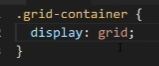 .grid-container {
display: grid;
}